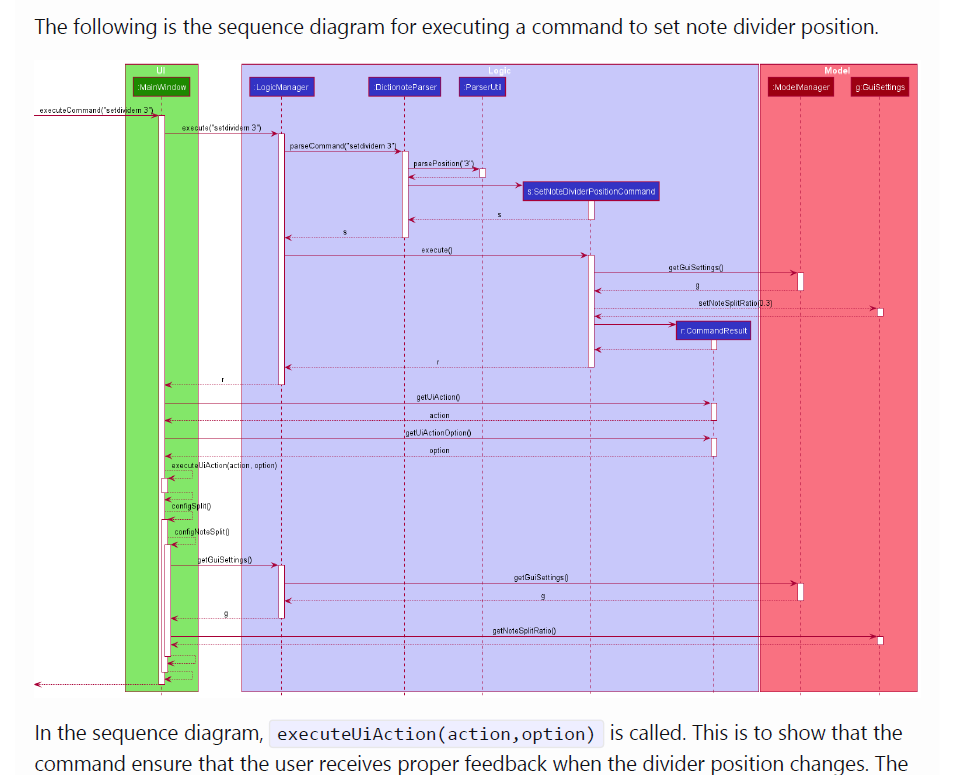 The following is the sequence diagram for executing a command to set note divider position.
UI
Logic
Model
:MainWindow
:LogicManager
:DictionoteParser
:ParserUtil
:ModelManager
g:GuiSettings
executeCommand("setdividern 3")
execute("setdividern 3")
parseCommand("setdividern 3")
parsePosition("3")
s:SetNoteDividerPositionCommand
s
s
execute()
getGuiSettings()
g
setNoteSplitRatio(0.3)
r:CommandResult
r
r
getUiAction()
action
getUiActionOption()
option
executeUiAction(action, option)
configSplit()
configNoteSplit()
getGuiSettings()
getGuiSettings()
g
g
getNoteSplitRatio()
In the sequence diagram, executeUiAction(action,option) is called. This is to show that the
command ensure that the user receives proper feedback when the divider position changes. The